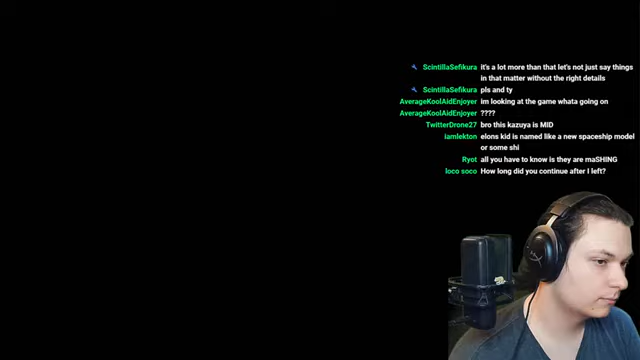 ScintillaSefikura it's a lot more than that let's not just say things
in that matter without the right details
ScintillaSefikura pls and ty
AverageKoolAidEnjoyer im looking at the game whata going on
AverageKoolAidEnjoyer ????
TwitterDrone27 bro this kazuya is MID
iamlekton elons kid is named like a new spaceship model
or some shi
Ryot all you have to know is they are maSHING
loco soco How long did you continue after I left?